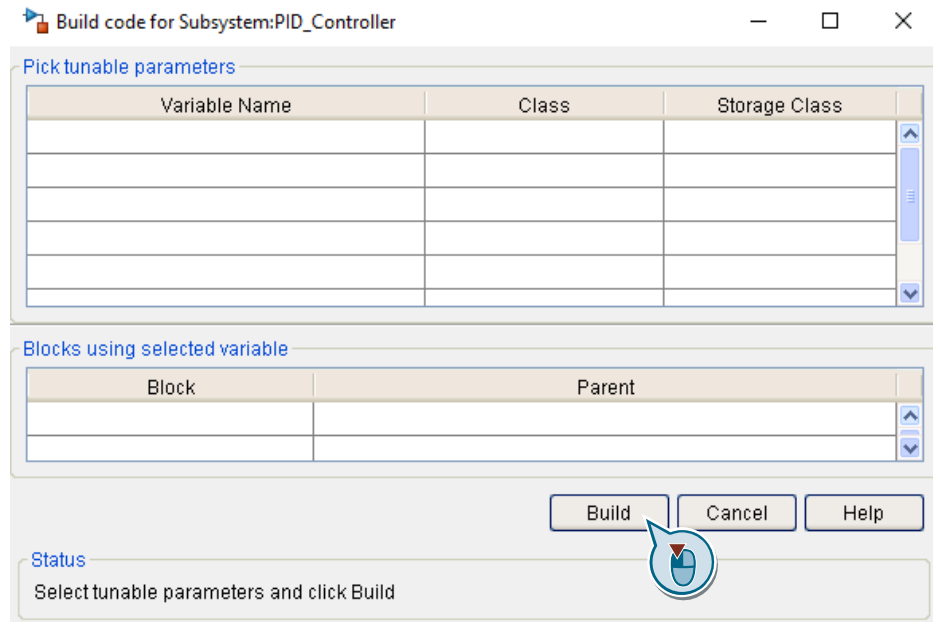 Build code for Subsystem:PID_Controller
Pick tunable parameters
Variable Name Class Storage Class
Blocks using selected variable
Block Parent
Build Cancel Help
Status
Select tunable parameters and click Build